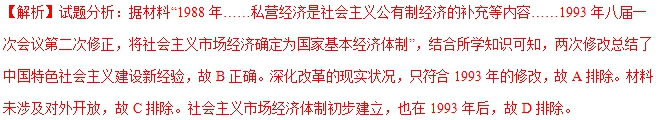 【解析】试题分析：据材料“1988 年……私营经济是社会主义公有制经济的补充等内容……1993 年八届一
次会议第二次修正，将社会主义市场经济确定为国家基本经济体制”，结合所学知识可知，两次修改总结了
中国特色社会主义建设新经验，故 B 正确。深化改革的现实状况，只符合 1993 年的修改，故 A 排除。材料
未涉及对外开放，故 C 排除。社会主义市场经济体制初步建立，也在 1993 年后，故 D 排除。